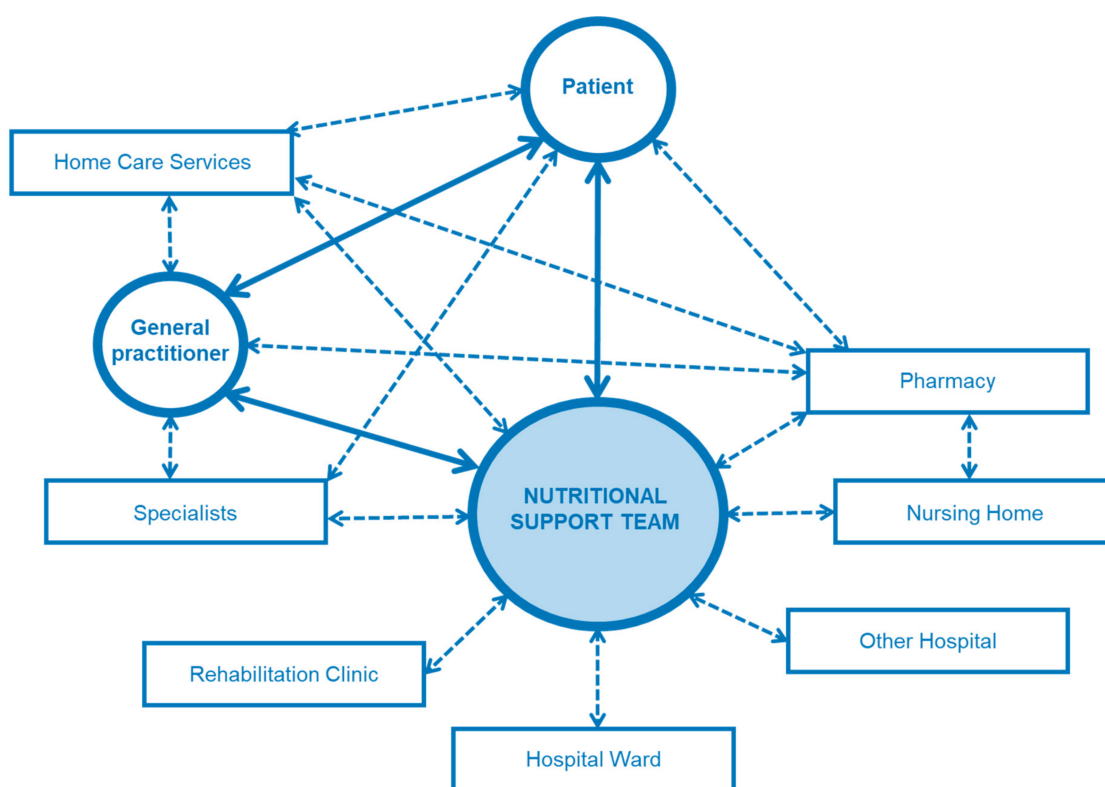 Patient
Home Care Services
General
practitioner
Pharmacy
Specialists
NUTRITIONAL
SUPPORT TEAM
Nursing Home
Other Hospital
Rehabilitation Clinic
Hospital Ward